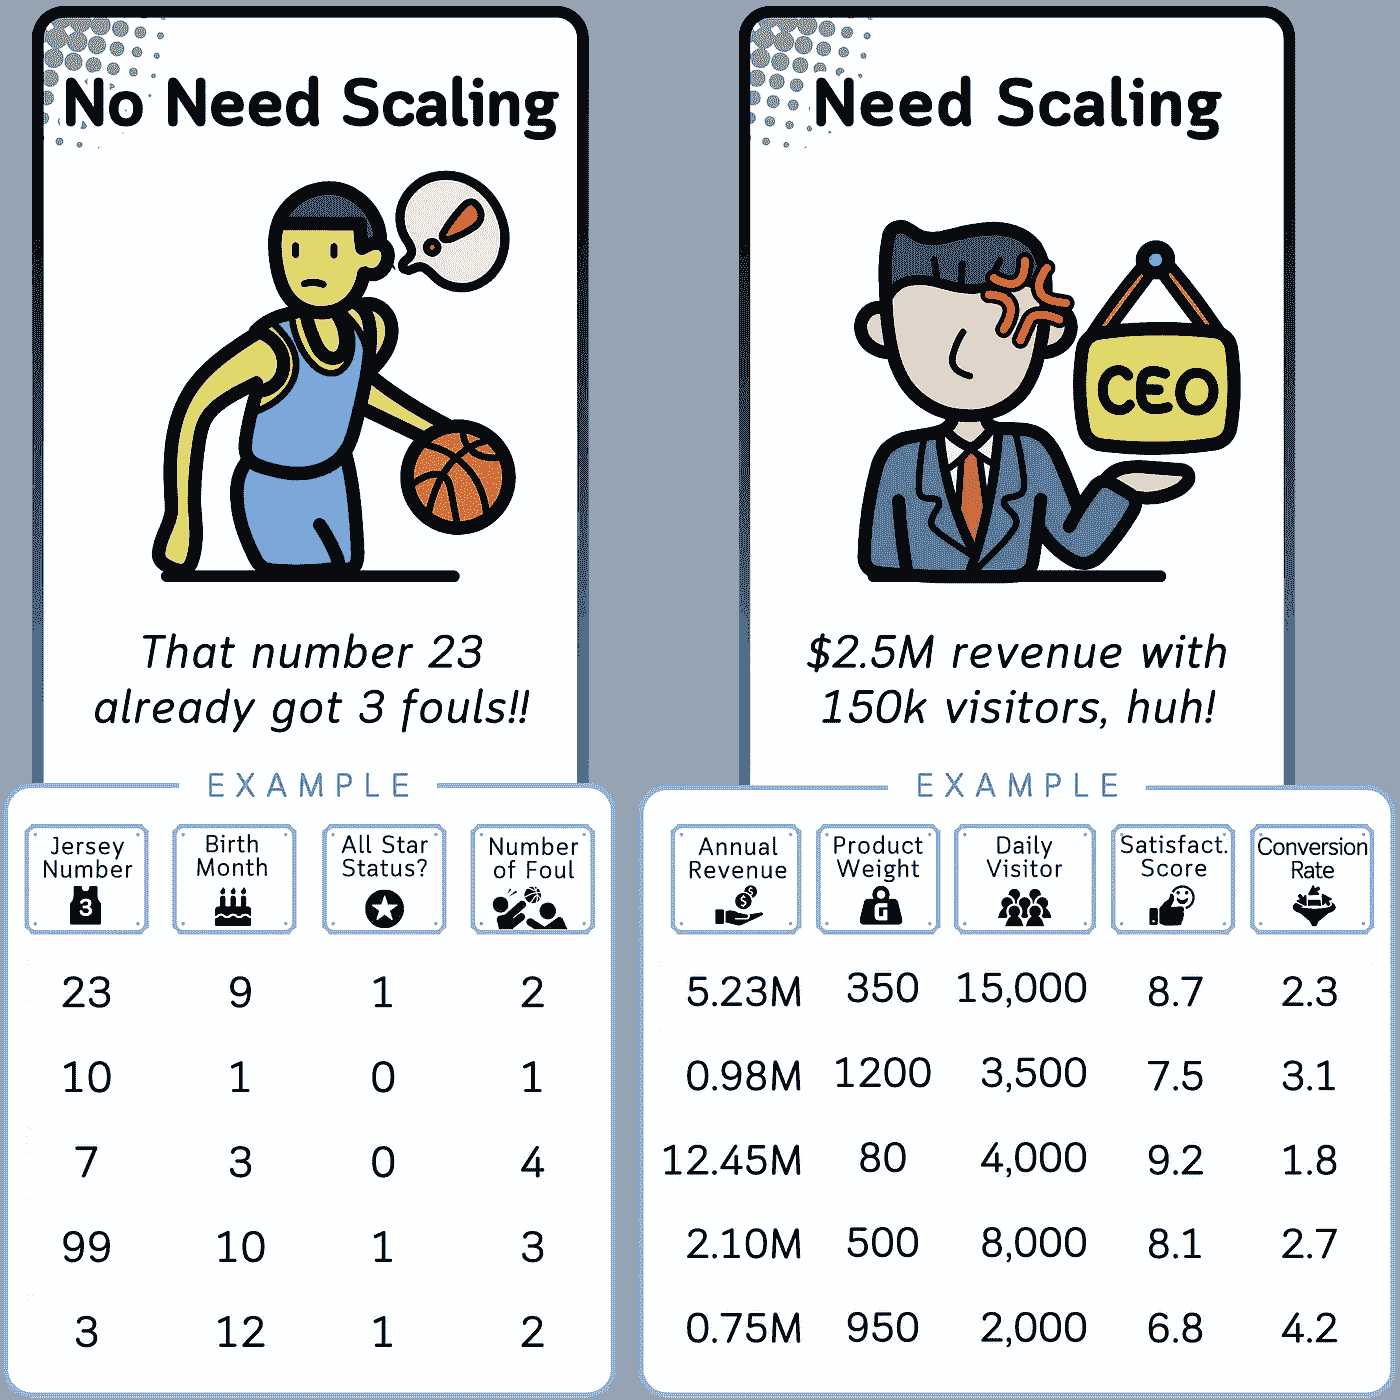 No Need Scaling
That number 23
already got 3 fouls!!
EXAMPLE
Jersey Number
Birth Month
All Star Status?
Number of Foul
3
23 9 1 2
10 1 0 1
7 3 0 4
99 10 1 3
3 12 1 2
Need Scaling
CEO
$2.5M revenue with
150k visitors, huh!
EXAMPLE
Annual Revenue
Product Weight
Daily Visitor
Satisfact. Score
Conversion Rate
$
$
G
5.23M 350 15,000 8.7 2.3
0.98M 1200 3,500 7.5 3.1
12.45M 80 4,000 9.2 1.8
2.10M 500 8,000 8.1 2.7
0.75M 950 2,000 6.8 4.2